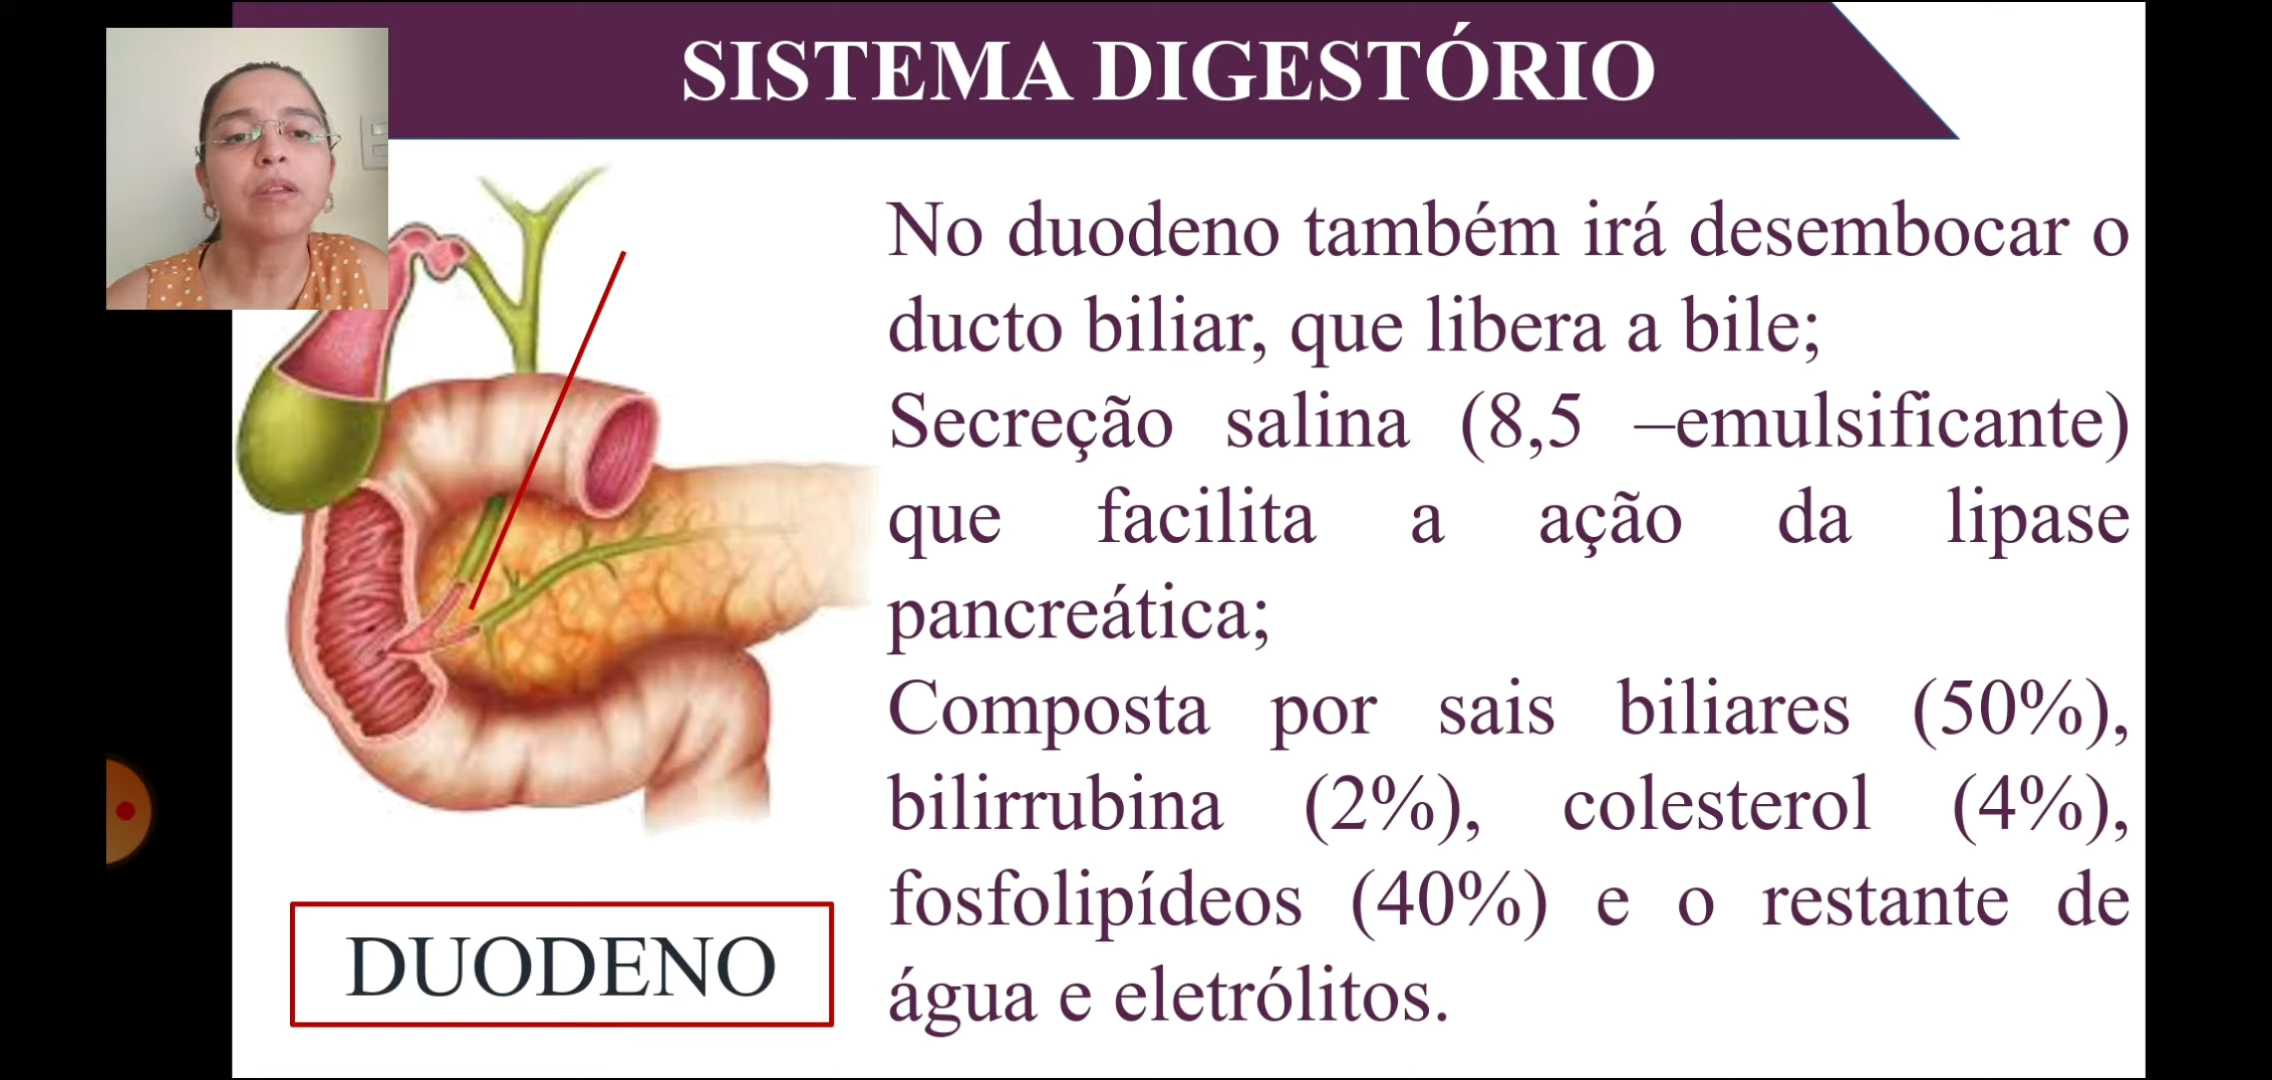 SISTEMA DIGESTÓRIO
No duodeno também irá desembocar o
ducto biliar, que libera a bile;
Secreção salina (8,5 –emulsificante)
que facilita a ação da lipase
pancreática;
Composta por sais biliares (50%),
bilirrubina (2%), colesterol (4%),
fosfolipídeos (40%) e o restante de
água e eletrólitos.
DUODENO